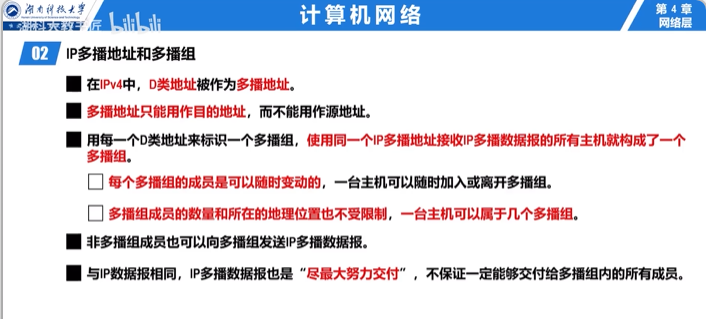 湖南科技大学
计算机网络
第 4 章
网络层
bilibili
02 IP多播地址和多播组
在IPv4中，D类地址被作为多播地址。
多播地址只能用作目的地址，而不能用作源地址。
用每一个D类地址来标识一个多播组，使用同一个IP多播地址接收IP多播数据报的所有主机就构成了一个
多播组。
每个多播组的成员是可以随时变动的，一台主机可以随时加入或离开多播组。
多播组成员的数量和所在的地理位置也不受限制，一台主机可以属于几个多播组。
非多播组成员也可以向多播组发送IP多播数据报。
与IP数据报相同，IP多播数据报也是“尽最大努力交付”，不保证一定能够交付给多播组内的所有成员。